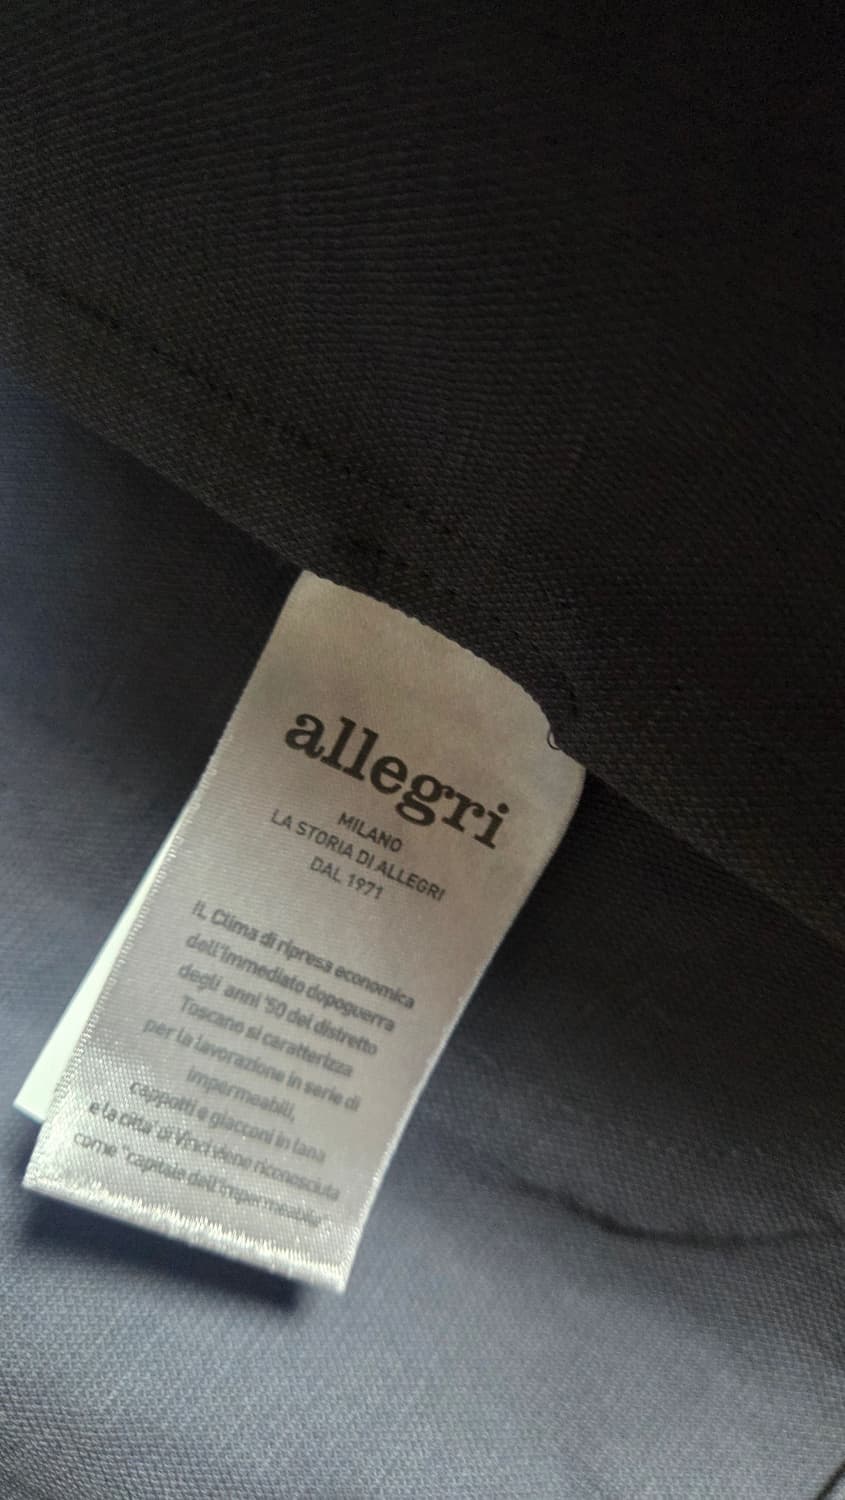 allegri
MILANO
LA STORIA DI ALLEGRI
DAL 1971
IL Clima di ripresa economica
dell'immediato dopoguerra
degli anni '50 del distretto
Toscano si caratterizza
per la lavorazione in serie di
impermeabili,
cappotti e giacconi in lana
e la citta' di Vinci viene riconosciuta
come "capitale dell'impermeabile"